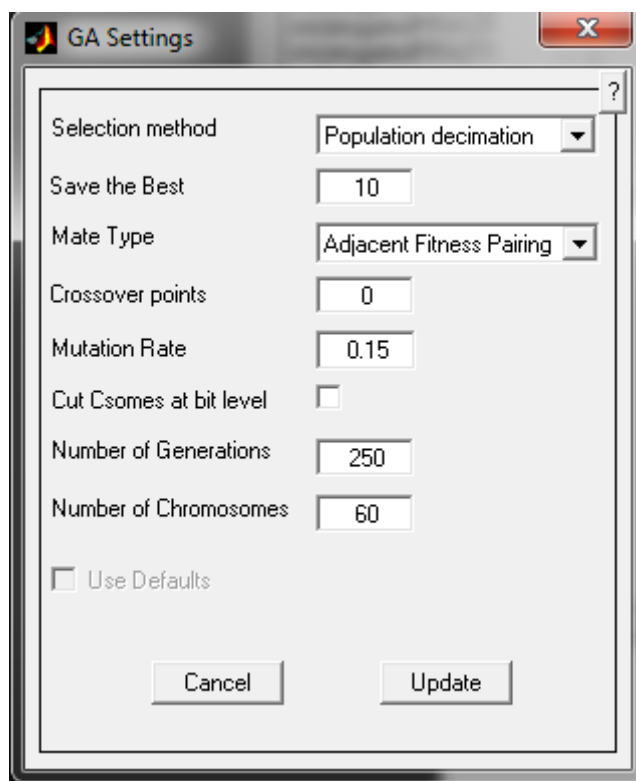 GA Settings
?
Selection method Population decimation
Save the Best 10
Mate Type Adjacent Fitness Pairing
Crossover points 0
Mutation Rate 0.15
Cut Csomes at bit level
Number of Generations 250
Number of Chromosomes 60
Use Defaults
Cancel Update